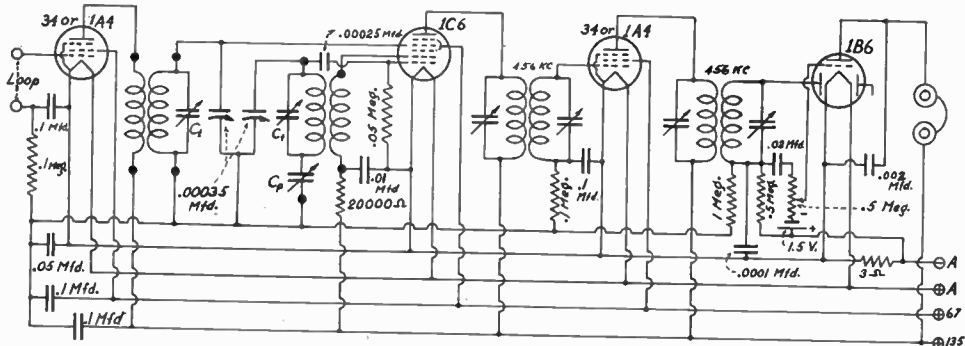 34 or 1A4
Loop
.1 Mfd.
.1 Meg.
C₁
.00035
Mfd.
.00025 Mfd.
C₁
Cp
.05 Meg.
.01
Mfd
20000Ω
1C6
456 KC
34 or 1A4
.1 Meg.
.1
Mfd
456 KC
.02 Mfd
1 Meg.
.5 Meg.
.5 Meg.
1.5 V.
.0001 Mfd.
1B6
.002
Mfd.
3 Ω
.05 Mfd.
.1 Mfd.
.1 Mfd
- A
+ A
+ 67
+ 135